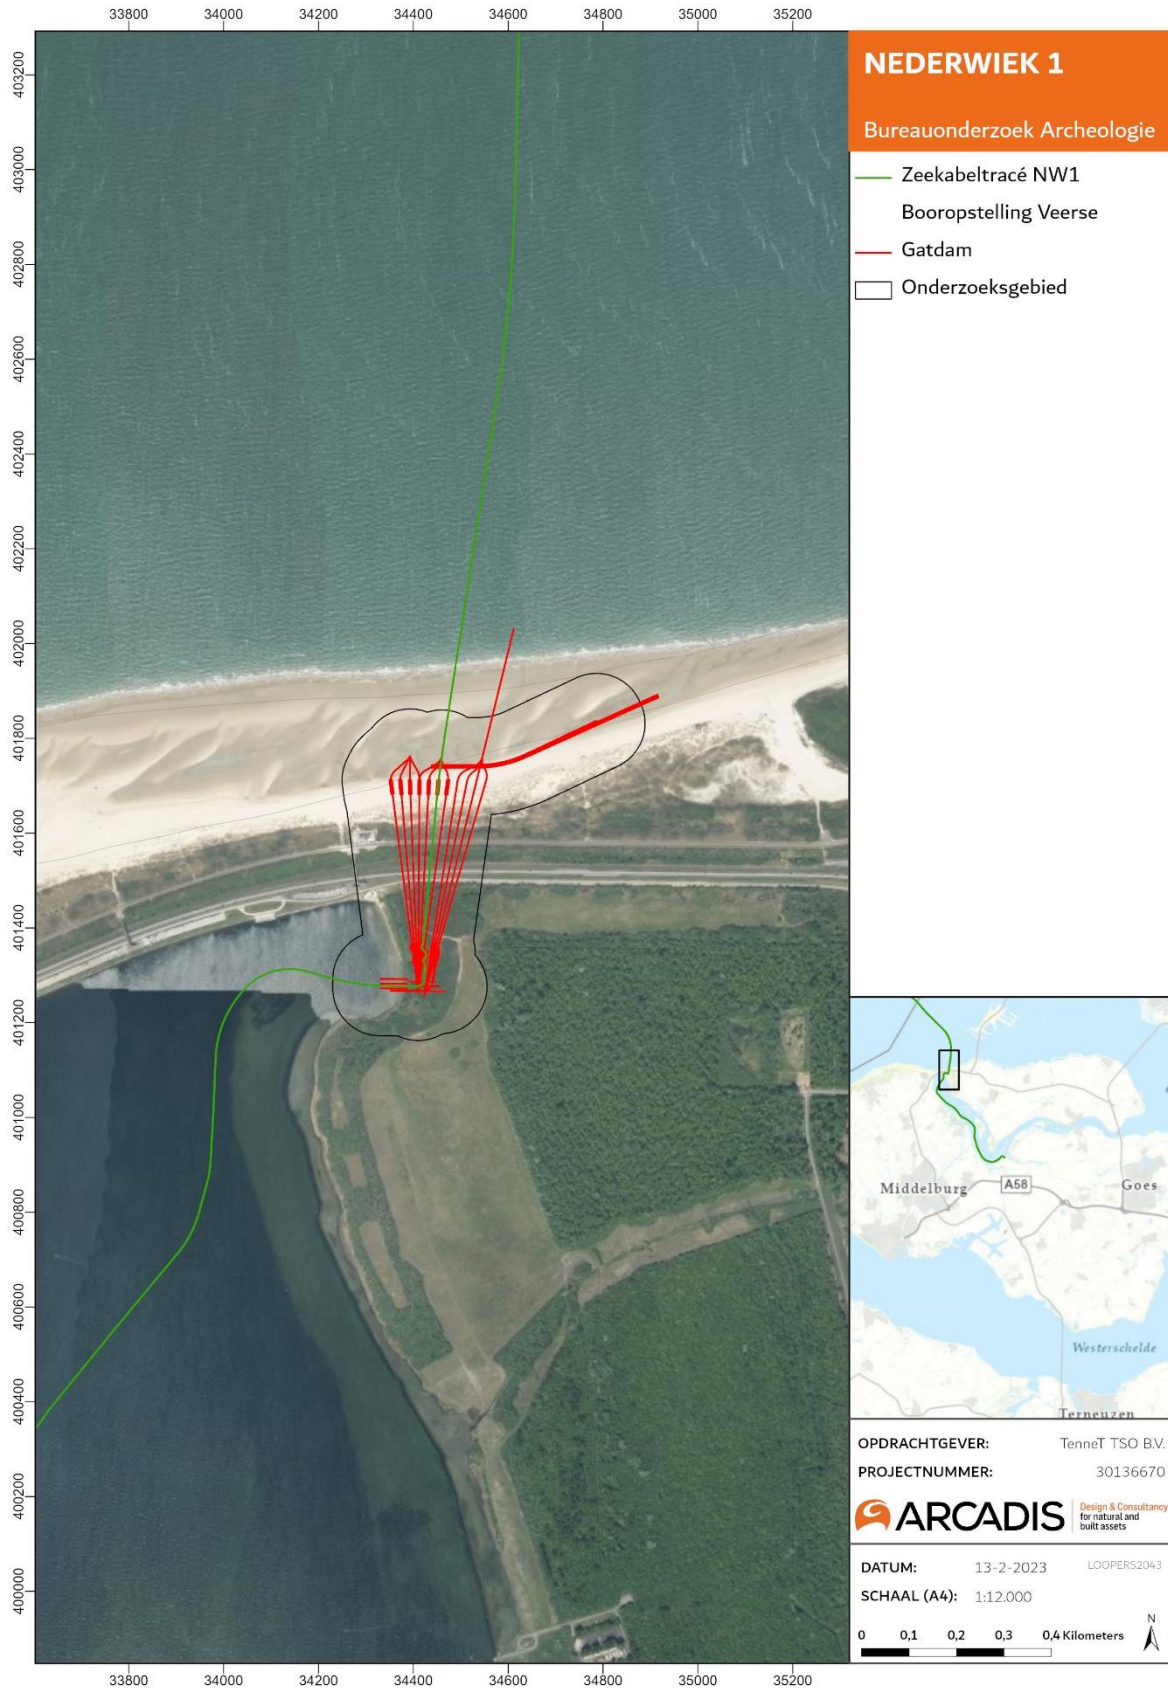 33800 34000 34200 34400 34600 34800 35000 35200
403200
403000
402800
402600
402400
402200
402000
401800
401600
401400
401200
401000
400800
400600
400400
400200
400000
33800 34000 34200 34400 34600 34800 35000 35200
NEDERWIEK 1
Bureauonderzoek Archeologie
Zeekabeltracé NW1
Booropstelling Veerse
Gatdam
Onderzoeksgebied
Middelburg
A58
Goes
Westerschelde
Terneuzen
OPDRACHTGEVER: TenneT TSO B.V.
PROJECTNUMMER: 30136670
ARCADIS
Design & Consultancy
for natural and
built assets
DATUM: 13-2-2023 LOOPERS2043
SCHAAL (A4): 1:12.000
0 0,1 0,2 0,3 0,4 Kilometers
N